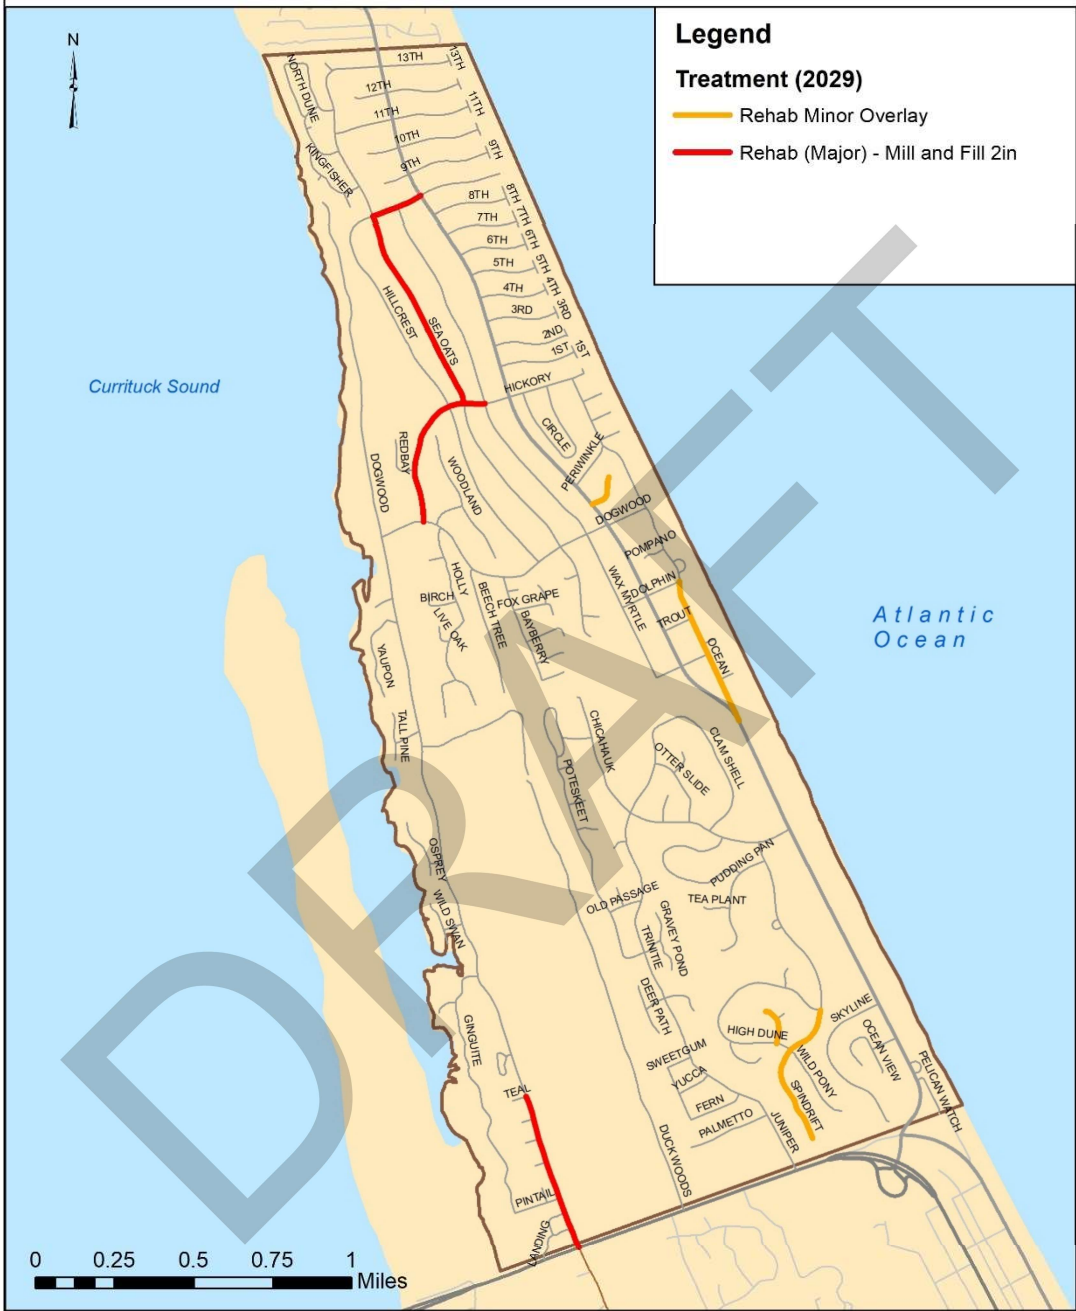 Legend
Treatment (2029)
Rehab Minor Overlay
Rehab (Major) - Mill and Fill 2in
N
13TH
13TH
NORTH DUNE
12TH
11TH
11TH
10TH
9TH
9TH
KINGFISHER
8TH
8TH
7TH
7TH
6TH
6TH
5TH
5TH
4TH
4TH
3RD
3RD
2ND
1ST
1ST
HILLCREST
SEA OATS
HICKORY
Currituck Sound
CIRCLE
PERIWINKLE
REDBAY
DOGWOOD
WOODLAND
DOGWOOD
POMPANO
DOLPHIN
WAX MYRTLE
TROUT
OCEAN
HOLLY
BIRCH
LIVE OAK
BEECH TREE
FOX GRAPE
BAYBERRY
Atlantic
Ocean
YAUPON
TALL PINE
CHICAHAUK
CLAM SHELL
OTTER SLIDE
POTESKEET
OSPREY
WILD SWAN
PUDDING PAN
OLD PASSAGE
TEA PLANT
GRAVEY POND
TRINITIE
DEER PATH
GINGUITE
HIGH DUNE
SKYLINE
OCEAN VIEW
WILD PONY
SPINDRIFT
PELICAN WATCH
SWEETGUM
YUCCA
FERN
PALMETTO
JUNIPER
TEAL
DUCK WOODS
PINTAIL
LANDING
DRAFT
0 0.25 0.5 0.75 1
Miles